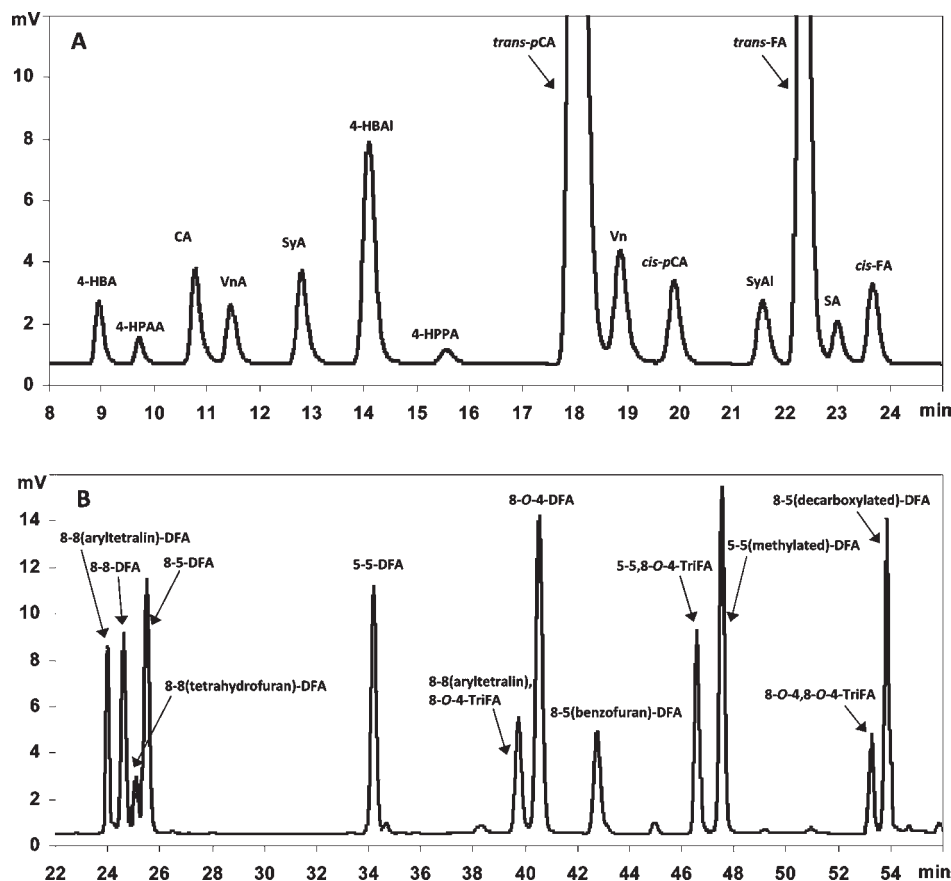 mV
A
trans-pCA
trans-FA
10
8
6
4
2
0
4-HBA
4-HPAA
CA
VnA
SyA
4-HBAl
4-HPPA
Vn
cis-pCA
SyAl
SA
cis-FA
8 9 10 11 12 13 14 15 16 17 18 19 20 21 22 23 24 min
mV
B
14
12
10
8
6
4
2
0
8-8(aryltetralin)-DFA
8-8-DFA
8-5-DFA
8-8(tetrahydrofuran)-DFA
5-5-DFA
8-O-4-DFA
8-8(aryltetralin),
8-O-4-TriFA
8-5(benzofuran)-DFA
5-5,8-O-4-TriFA
5-5(methylated)-DFA
8-5(decarboxylated)-DFA
8-O-4,8-O-4-TriFA
22 24 26 28 30 32 34 36 38 40 42 44 46 48 50 52 54 min